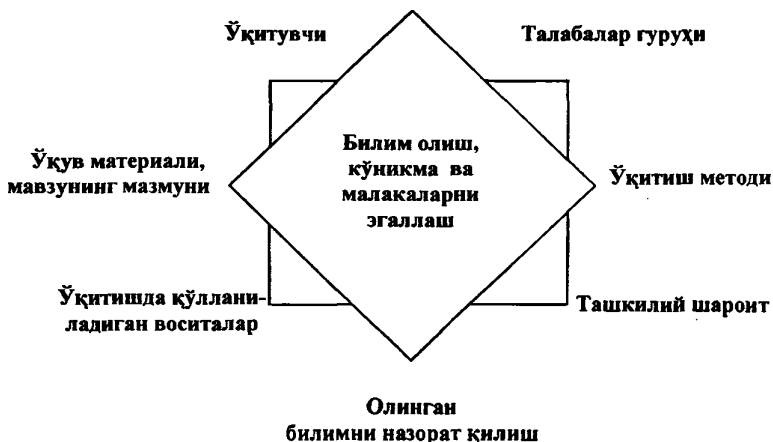 Ўқитувчи
Талабалар гуруҳи
Билим олиш,
кўникма ва
малакаларни
эгаллаш
Ўқув материали,
мавзунинг мазмуни
Ўқитиш методи
Ўқитишда қўллани-
ладиган воситалар
Ташкилий шароит
Олинган
билимни назорат қилиш